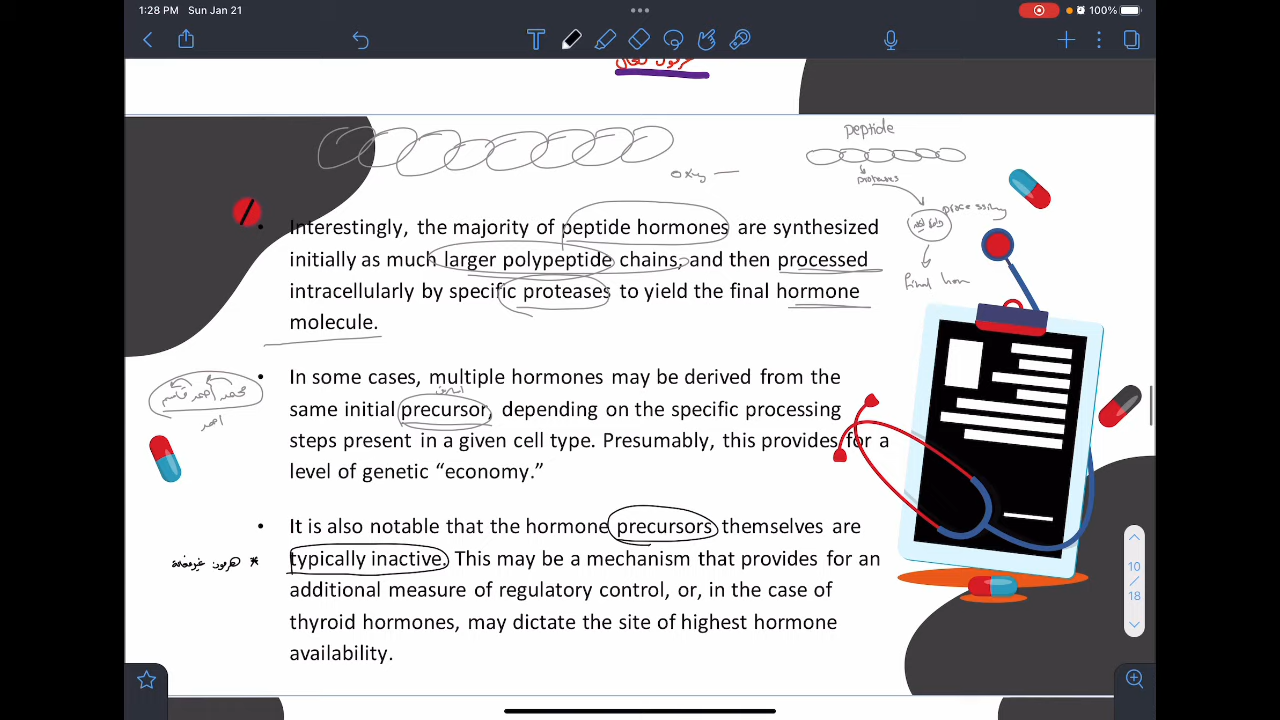 1:28 PM Sun Jan 21
100%
peptide
proteases
processing
oxy
Interestingly, the majority of peptide hormones are synthesized
initially as much larger polypeptide chains, and then processed
intracellularly by specific proteases to yield the final hormone
molecule.
Final hom
In some cases, multiple hormones may be derived from the
محمد احمد قاسم
same initial precursor, depending on the specific processing
احمد
steps present in a given cell type. Presumably, this provides for a
level of genetic “economy.”
It is also notable that the hormone precursors themselves are
typically inactive. This may be a mechanism that provides for an
additional measure of regulatory control, or, in the case of
thyroid hormones, may dictate the site of highest hormone
availability.
10
/
18